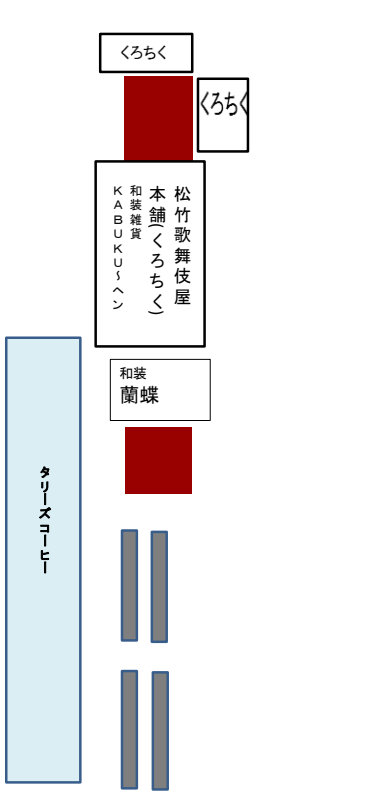 くろちく
くろちく
松竹歌舞伎屋
本舗(くろちく)
和装雑貨
KABUKU～ヘン
和装
蘭蝶
タリーズコーヒー